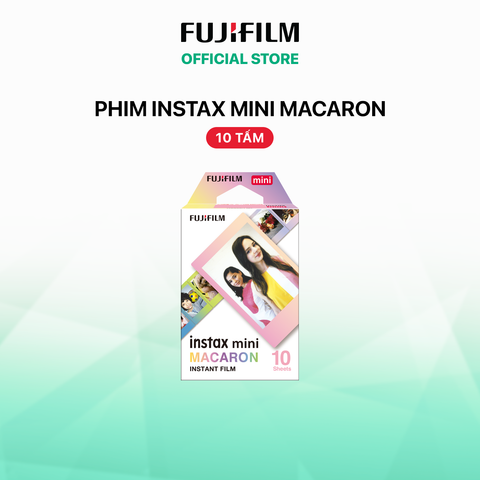 FUJIFILM
OFFICIAL STORE
PHIM INSTAX MINI MACARON
10 TẤM
FUJIFILM mini
FUJIFILM
instax mini
MACARON
INSTANT FILM
10
Sheets